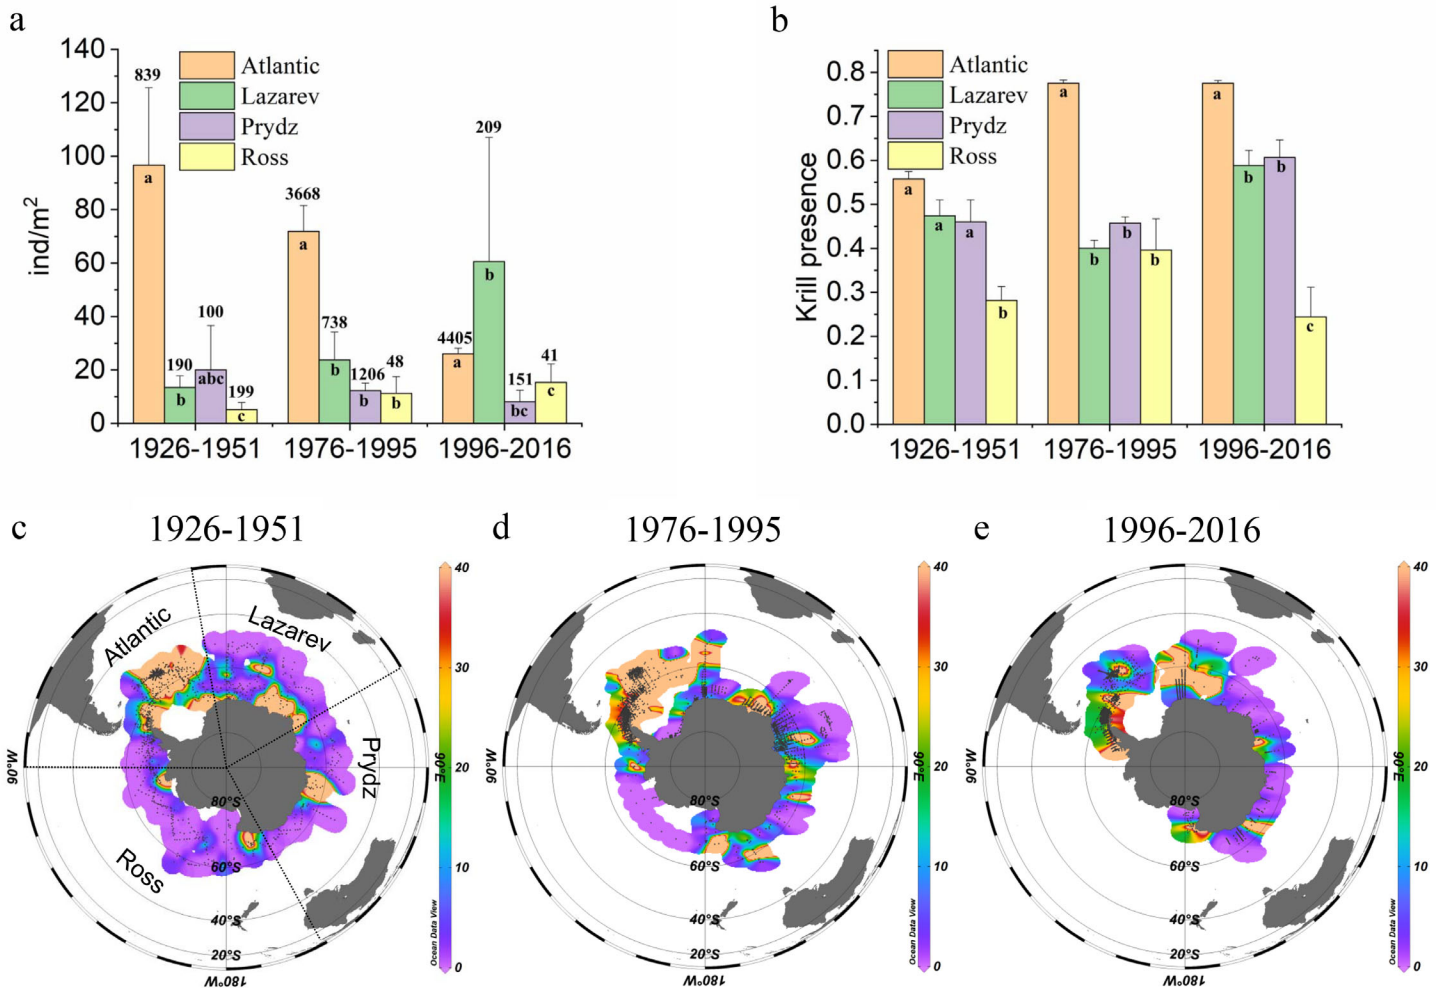 a
140
120
100
80
60
40
20
0
ind/m²
Atlantic
Lazarev
Prydz
Ross
839
190
100
199
3668
738
1206
48
4405
209
151
41
a
b
abc
c
a
b
b
b
a
b
bc
c
1926-1951
1976-1995
1996-2016
b
0.8
0.7
0.6
0.5
0.4
0.3
0.2
0.1
0.0
Krill presence
Atlantic
Lazarev
Prydz
Ross
a
a
a
b
a
b
b
b
a
b
b
c
1926-1951
1976-1995
1996-2016
c
1926-1951
Atlantic
Lazarev
Prydz
Ross
90°W
90°E
180°W
80°S
60°S
40°S
20°S
40
30
20
10
0
Ocean Data View
d
1976-1995
90°W
90°E
180°W
80°S
60°S
40°S
20°S
40
30
20
10
0
Ocean Data View
e
1996-2016
90°W
90°E
180°W
80°S
60°S
40°S
20°S
40
30
20
10
0
Ocean Data View